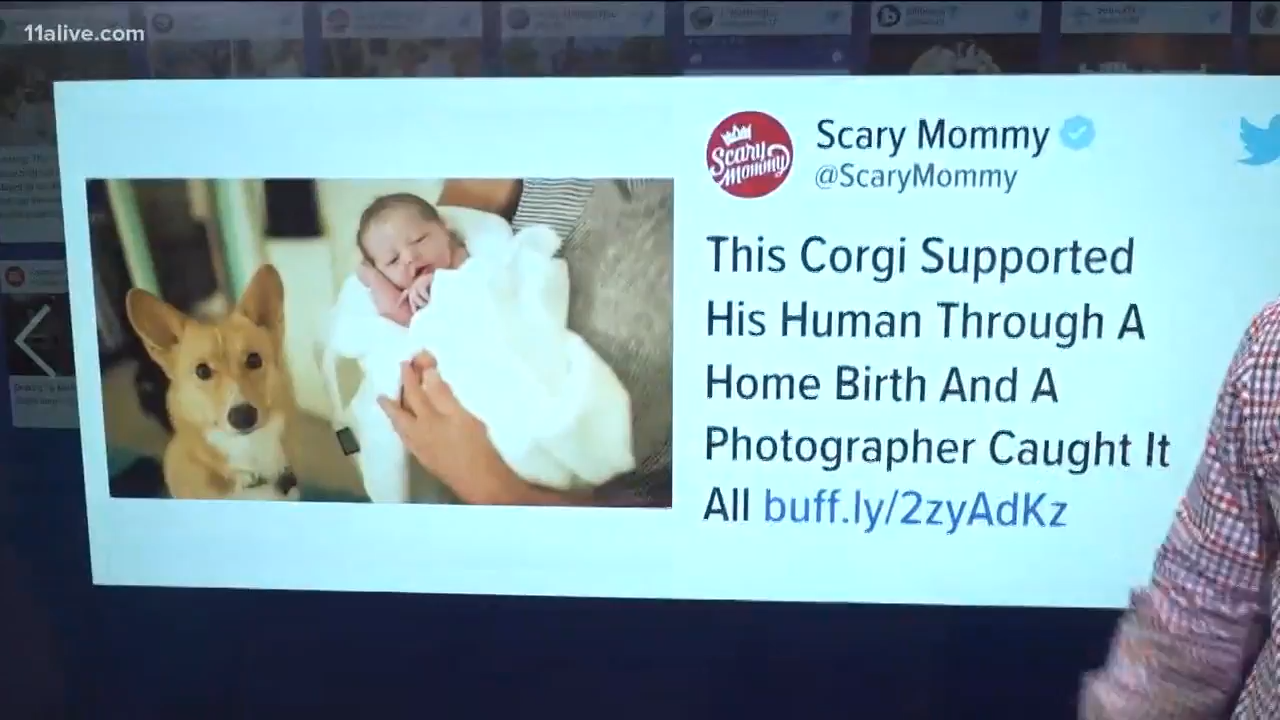 11alive.com
Scary Mommy
@ScaryMommy
Scary
Mommy
This Corgi Supported
His Human Through A
Home Birth And A
Photographer Caught It
All buff.ly/2zyAdKz